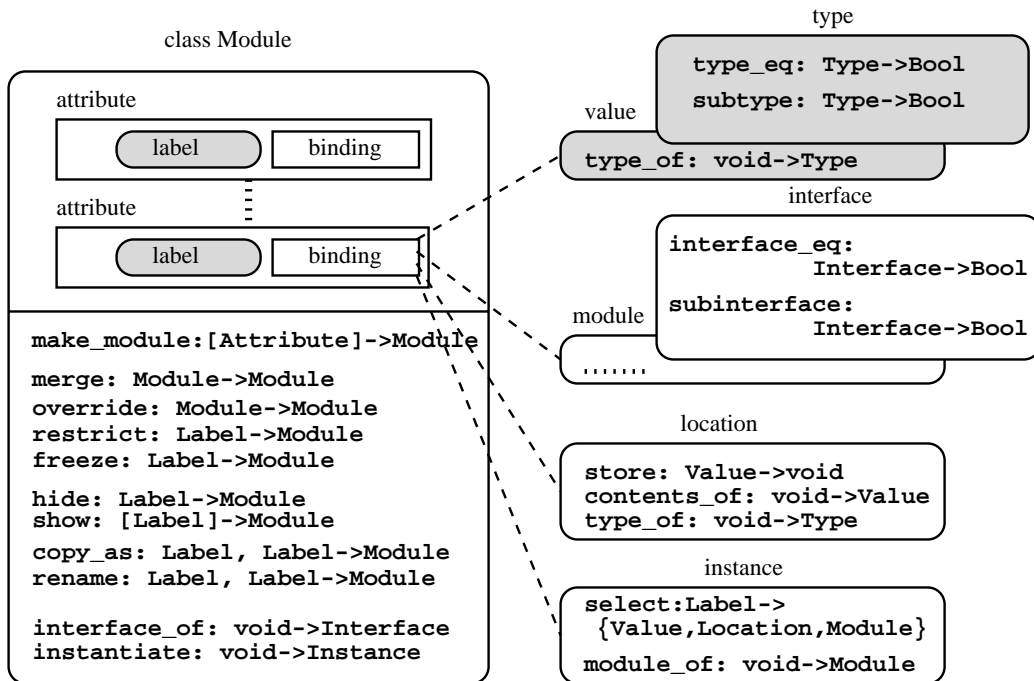 class Module
attribute
label
binding
attribute
label
binding
make_module:[Attribute]->Module
merge: Module->Module
override: Module->Module
restrict: Label->Module
freeze: Label->Module
hide: Label->Module
show: [Label]->Module
copy_as: Label, Label->Module
rename: Label, Label->Module
interface_of: void->Interface
instantiate: void->Instance
type
type_eq: Type->Bool
subtype: Type->Bool
value
type_of: void->Type
interface
interface_eq:
Interface->Bool
subinterface:
Interface->Bool
module
.......
location
store: Value->void
contents_of: void->Value
type_of: void->Type
instance
select:Label->
{Value,Location,Module}
module_of: void->Module